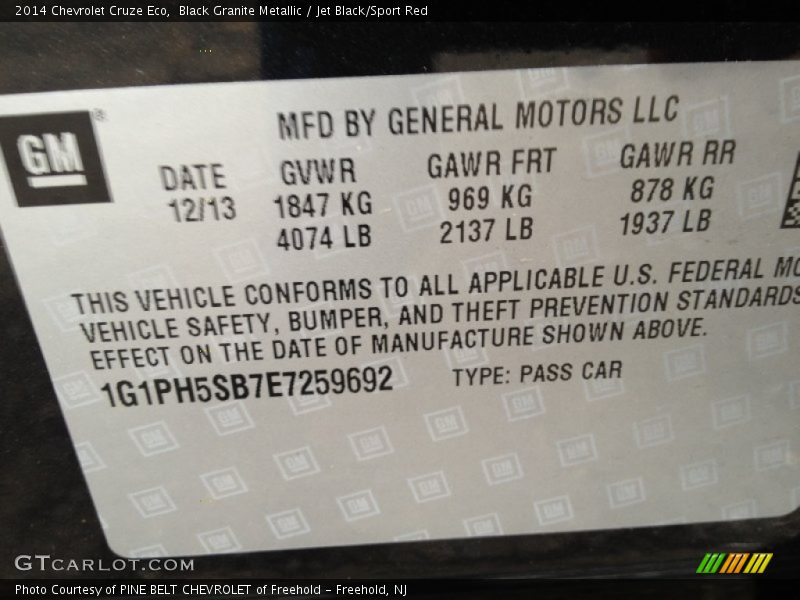 2014 Chevrolet Cruze Eco,  Black Granite Metallic / Jet Black/Sport Red
GM ®
MFD BY GENERAL MOTORS LLC
DATE GVWR GAWR FRT GAWR RR
12/13 1847 KG 969 KG 878 KG
4074 LB 2137 LB 1937 LB
THIS VEHICLE CONFORMS TO ALL APPLICABLE U.S. FEDERAL MO
VEHICLE SAFETY, BUMPER, AND THEFT PREVENTION STANDARDS
EFFECT ON THE DATE OF MANUFACTURE SHOWN ABOVE.
1G1PH5SB7E7259692 TYPE: PASS CAR
GTCARLOT.COM
Photo Courtesy of PINE BELT CHEVROLET of Freehold - Freehold, NJ